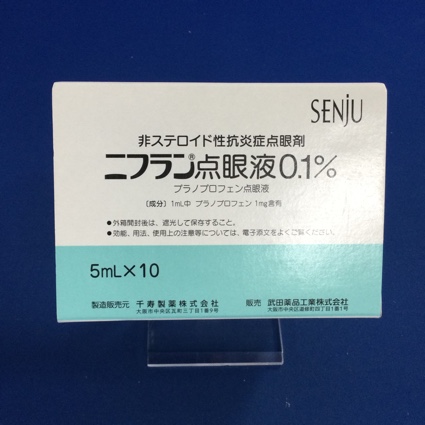 SENJU
非ステロイド性抗炎症点眼剤
ニフラン®点眼液0.1%
プラノプロフェン点眼液
〔成分〕 1mL中 プラノプロフェン 1mg含有
●外箱開封後は、遮光して保存すること。
●効能、用法、使用上の注意等については、電子添文をよくご覧ください。
5mL×10
製造販売元 千寿製薬株式会社
大阪市中央区瓦町三丁目1番9号
販売 武田薬品工業株式会社
大阪市中央区道修町四丁目1番1号